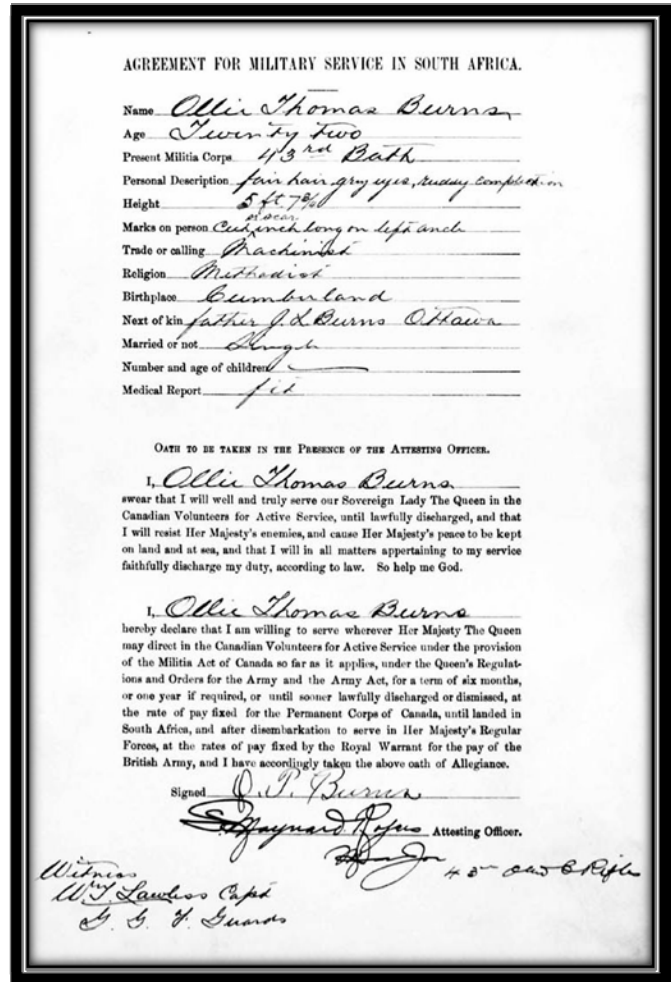 AGREEMENT FOR MILITARY SERVICE IN SOUTH AFRICA.
Name Ollie Thomas Burns
Age Twenty two
Present Militia Corps 43rd Batt
Personal Description fair hair, grey eyes, ruddy complection
Height 5 ft. 7
or scar
Marks on person inch long on left
Trade or calling Machinist
Religion Methodist
Birthplace Cumberland
Next of kin father J. L Burns Ottawa
Married or not Single
Number and age of children
Medical Report fit
OATH TO BE TAKEN IN THE PRESENCE OF THE ATTESTING OFFICER.
I, Ollie Thomas Burns
swear that I will well and truly serve our Sovereign Lady The Queen in the
Canadian Volunteers for Active Service, until lawfully discharged, and that
I will resist Her Majesty's enemies, and cause Her Majesty's peace to be kept
on land and at sea, and that I will in all matters appertaining to my service
faithfully discharge my duty, according to law. So help me God.
I, Ollie Thomas Burns
hereby declare that I am willing to serve wherever Her Majesty The Queen
may direct in the Canadian Volunteers for Active Service under the provision
of the Militia Act of Canada so far as it applies, under the Queen's Regulat-
ions and Orders for the Army and the Army Act, for a term of six months,
or one year if required, or until sooner lawfully discharged or dismissed, at
the rate of pay fixed for the Permanent Corps of Canada, until landed in
South Africa, and after disembarkation to serve in Her Majesty's Regular
Forces, at the rates of pay fixed by the Royal Warrant for the pay of the
British Army, and I have accordingly taken the above oath of Allegiance.
Signed O. T. Burns
S. Maynard Rogers Attesting Officer.
Major 43rd O & C Rifles
Witness
Wm T. Lawless Capt
G. G. F. Guards